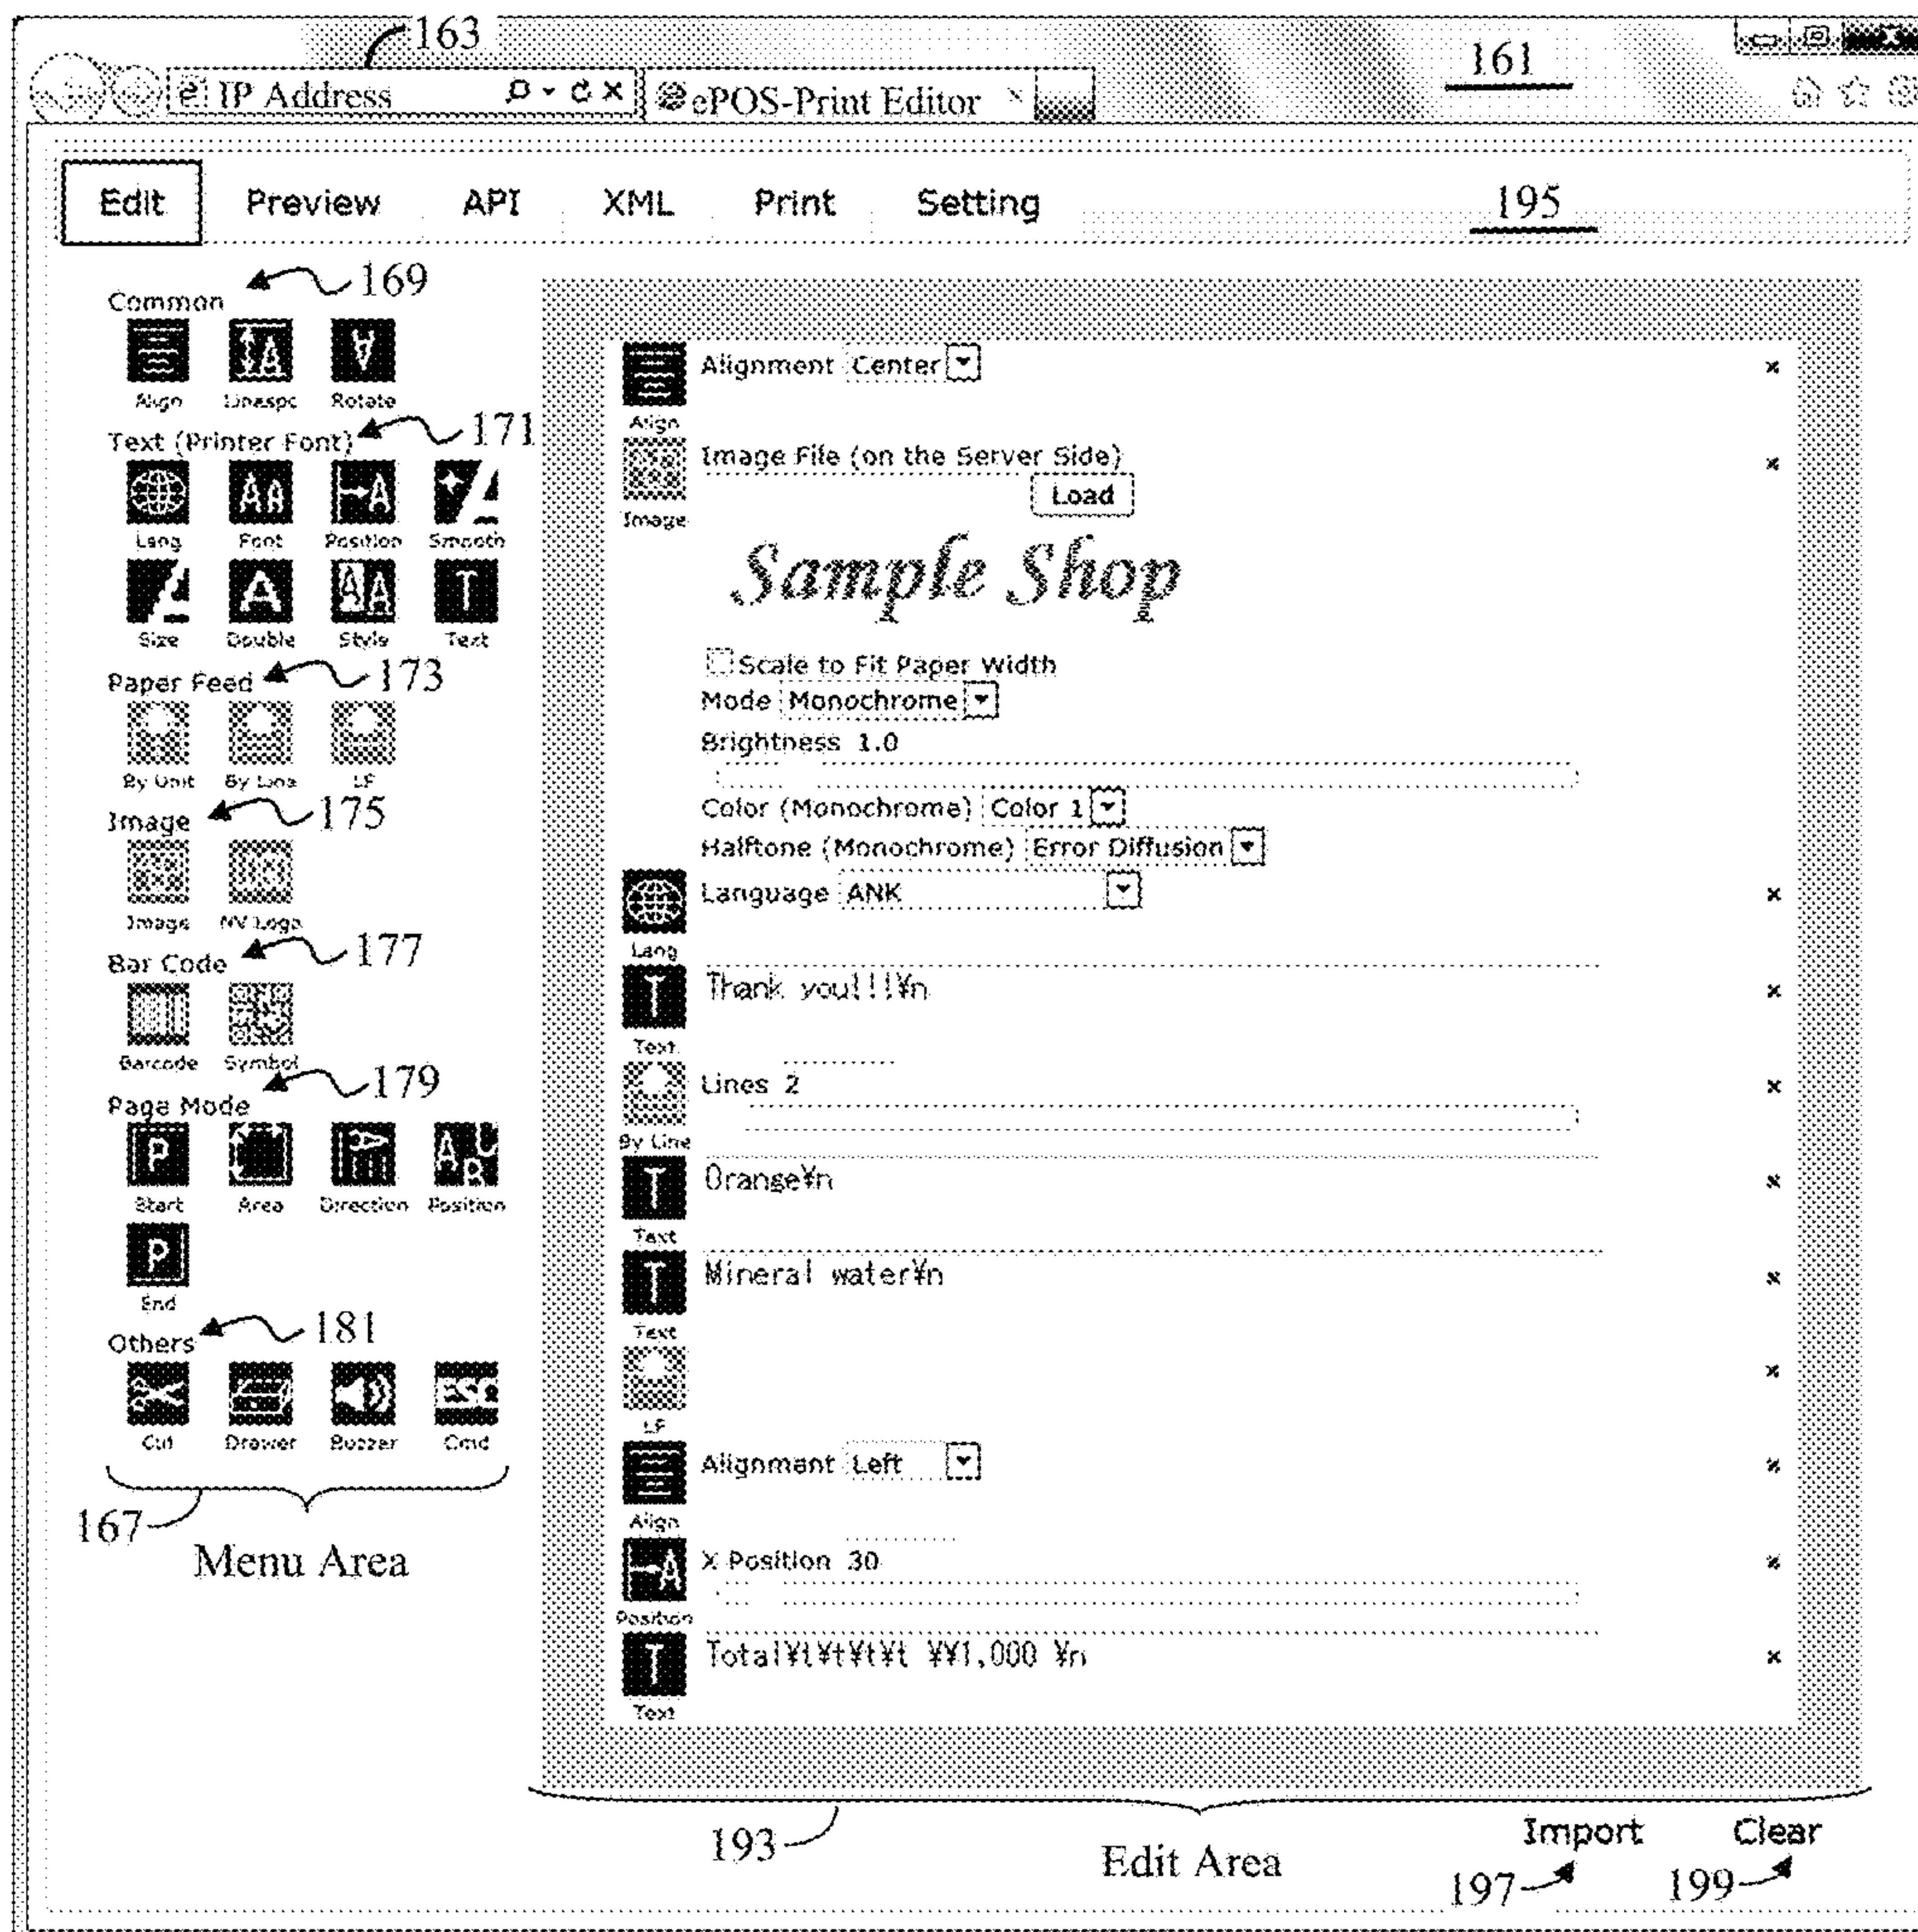 163
161
IP Address
ePOS-Print Editor
Edit Preview API XML Print Setting 195
Common 169
Align Linespc Rotate
Text (Printer Font) 171
Lang Font Position Smooth
Size Double Style Text
Paper Feed 173
By Unit By Line LF
Image 175
Image NV Logo
Bar Code 177
Barcode Symbol
Page Mode 179
Start Area Direction Position
End
Others 181
Cut Drawer Buzzer Cmd
167
Menu Area
Alignment Center
Align
Image File (on the Server Side)
Load
Image
Sample Shop
Scale to Fit Paper Width
Mode Monochrome
Brightness 1.0
Color (Monochrome) Color 1
Halftone (Monochrome) Error Diffusion
Language ANK
Lang
Thank you!!!¥n
Text
Lines 2
By Line
Orange¥n
Text
Mineral water¥n
Text
LF
Alignment Left
Align
X Position 30
Position
Total¥t¥t¥t¥t ¥¥1,000 ¥n
Text
193
Edit Area
Import Clear
197 199